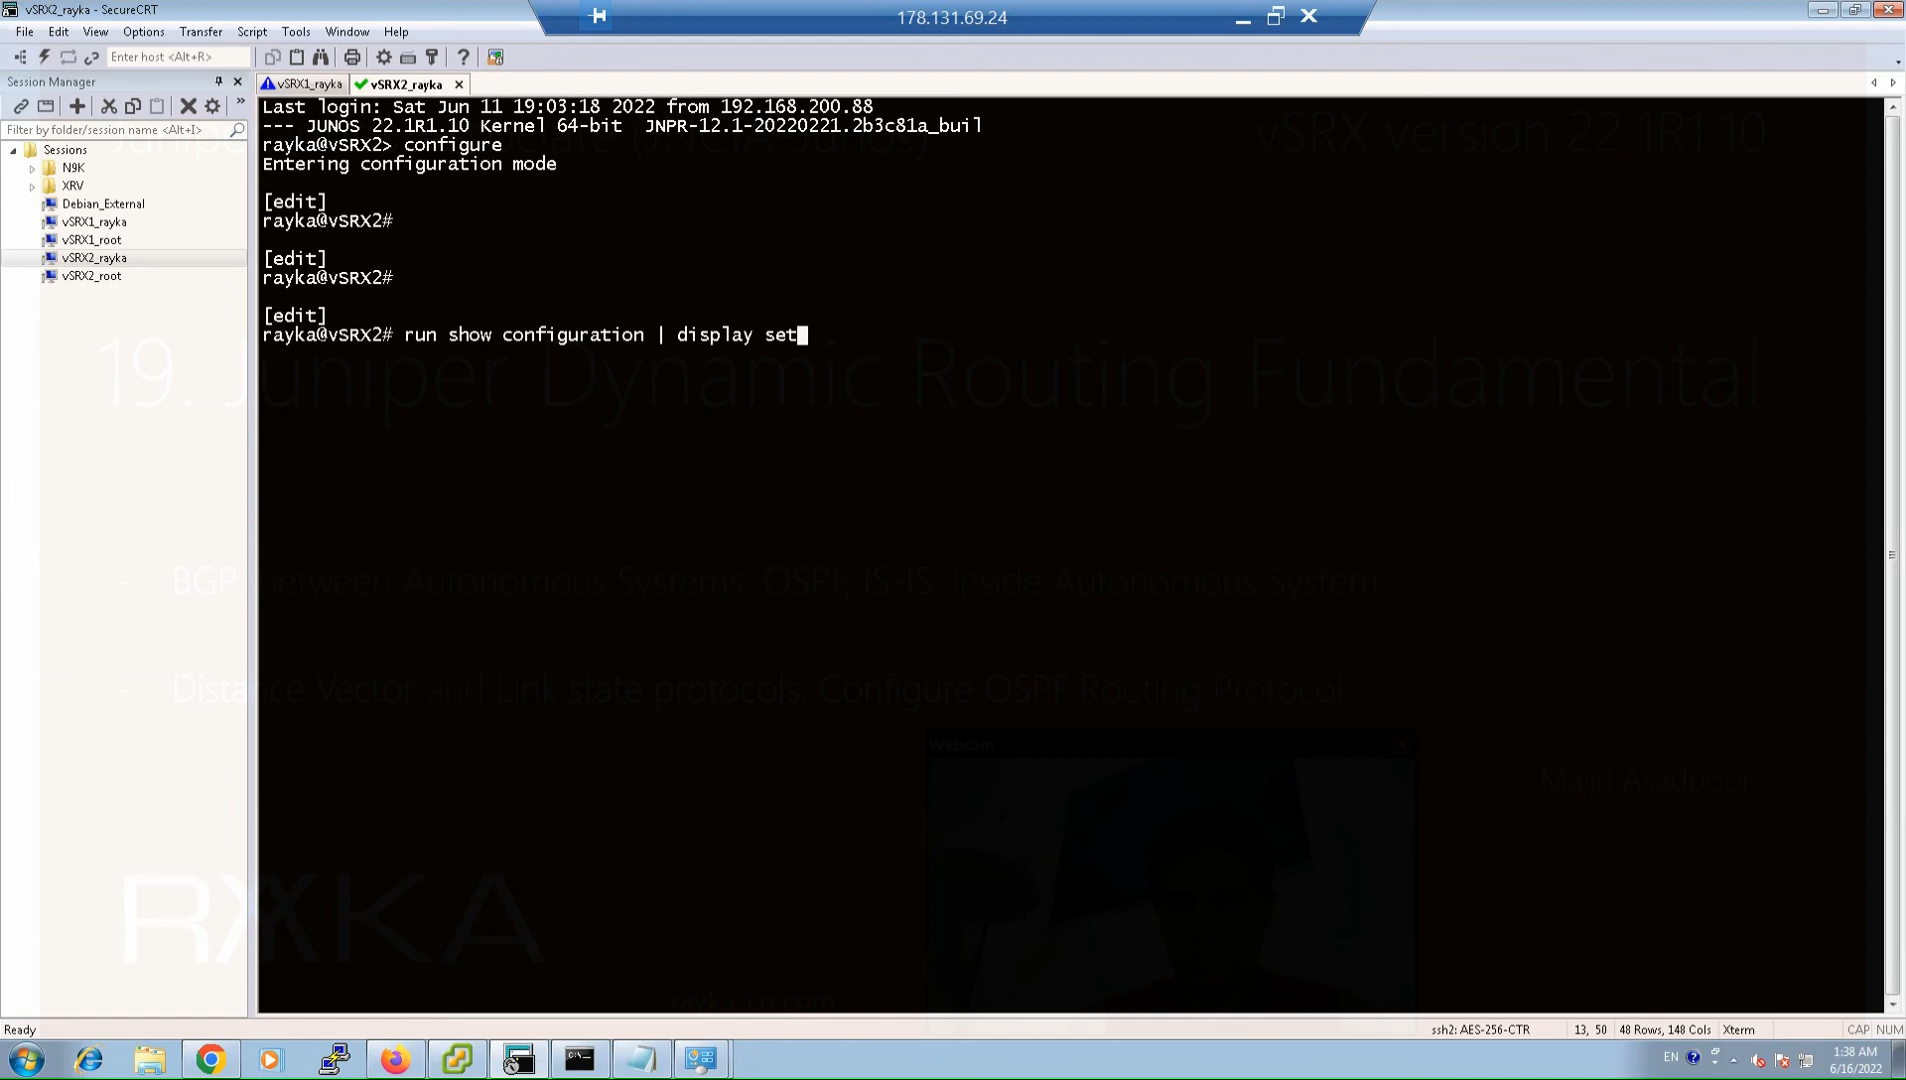 vSRX2_rayka - SecureCRT
178.131.69.24
File Edit View Options Transfer Script Tools Window Help
Enter host <Alt+R>
Session Manager
vSRX1_rayka
vSRX2_rayka
Filter by folder/session name <Alt+I>
Sessions
N9K
XRV
Debian_External
vSRX1_rayka
vSRX1_root
vSRX2_rayka
vSRX2_root
Last login: Sat Jun 11 19:03:18 2022 from 192.168.200.88
--- JUNOS 22.1R1.10 Kernel 64-bit  JNPR-12.1-20220221.2b3c81a_buil
rayka@vSRX2> configure
Entering configuration mode
[edit]
rayka@vSRX2#
[edit]
rayka@vSRX2#
[edit]
rayka@vSRX2# run show configuration | display set
vSRX version 22.1R1.10
19. Juniper Dynamic Routing Fundamental
- BGP, between Autonomous Systems, OSPF, IS-IS inside Autonomous System
- Distance Vector and Link state protocols, Configure OSPF Routing Protocol
Webcam
Majid Asadpoor
RAYKA
rayka-co.com
Ready
ssh2: AES-256-CTR
13, 50
48 Rows, 148 Cols
Xterm
CAP NUM
EN
1:38 AM
6/16/2022